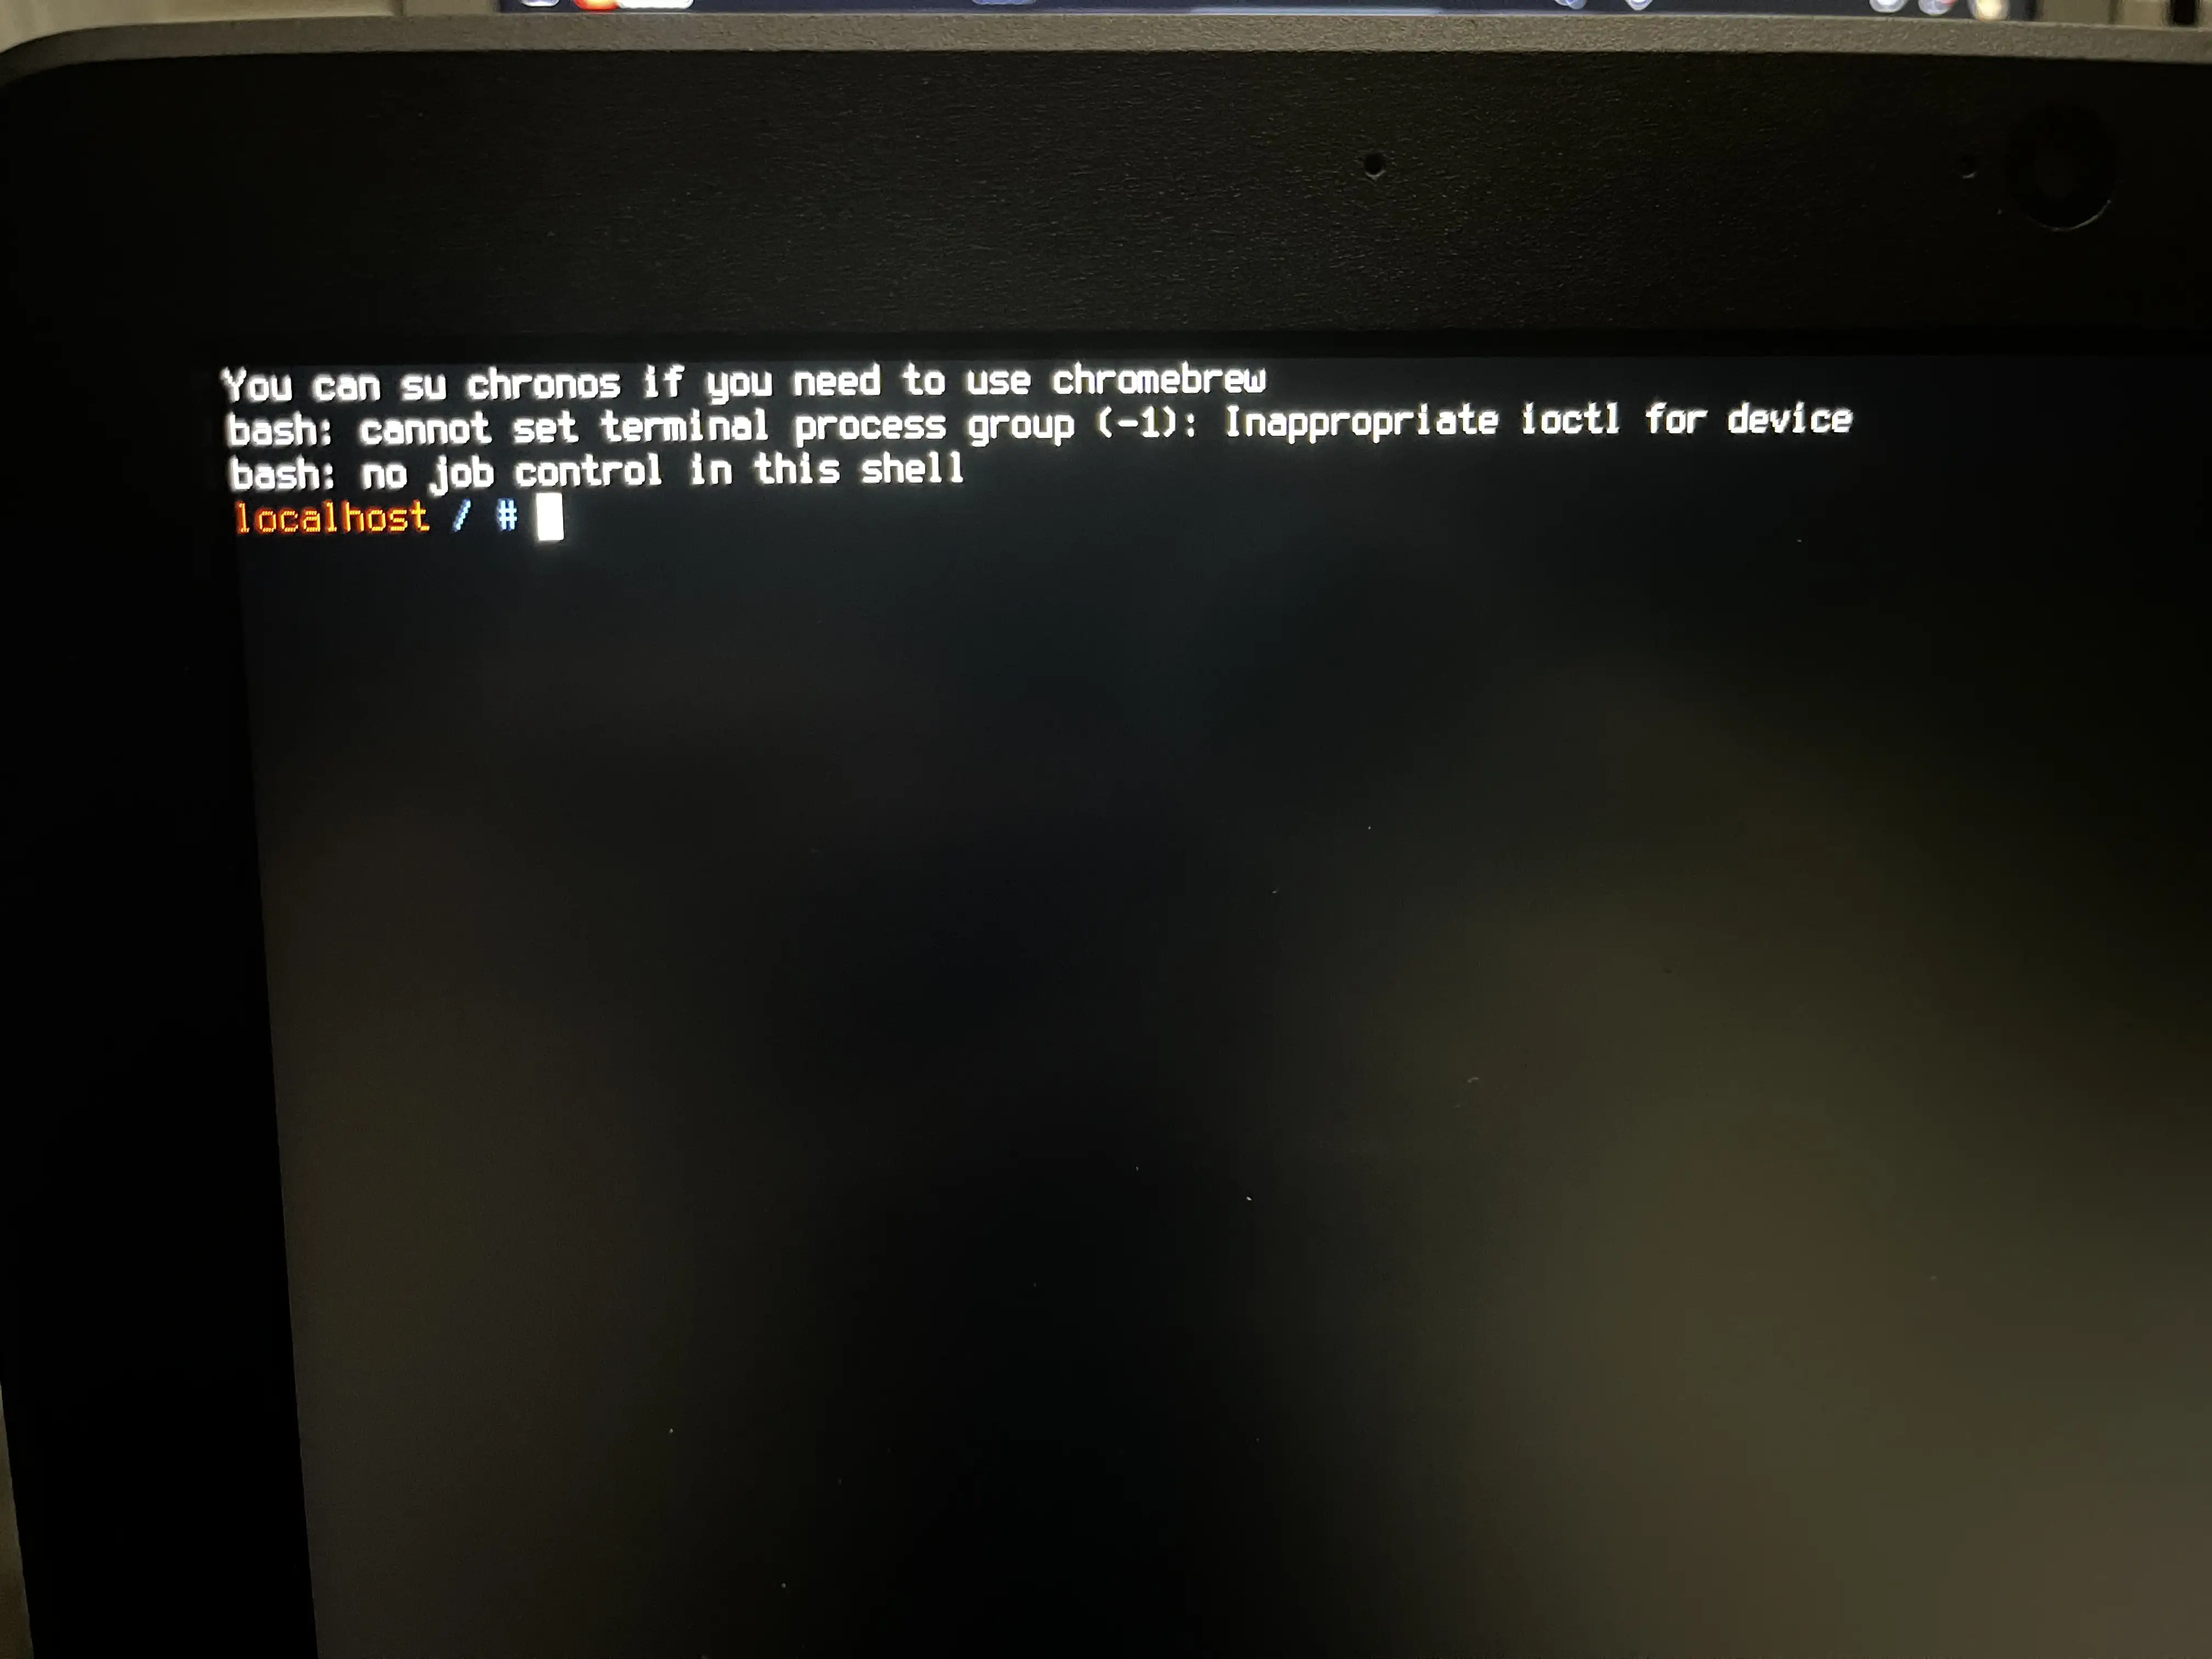 You can su chronos if you need to use chromebrew
bash: cannot set terminal process group (-1): Inappropriate ioctl for device
bash: no job control in this shell
localhost / #